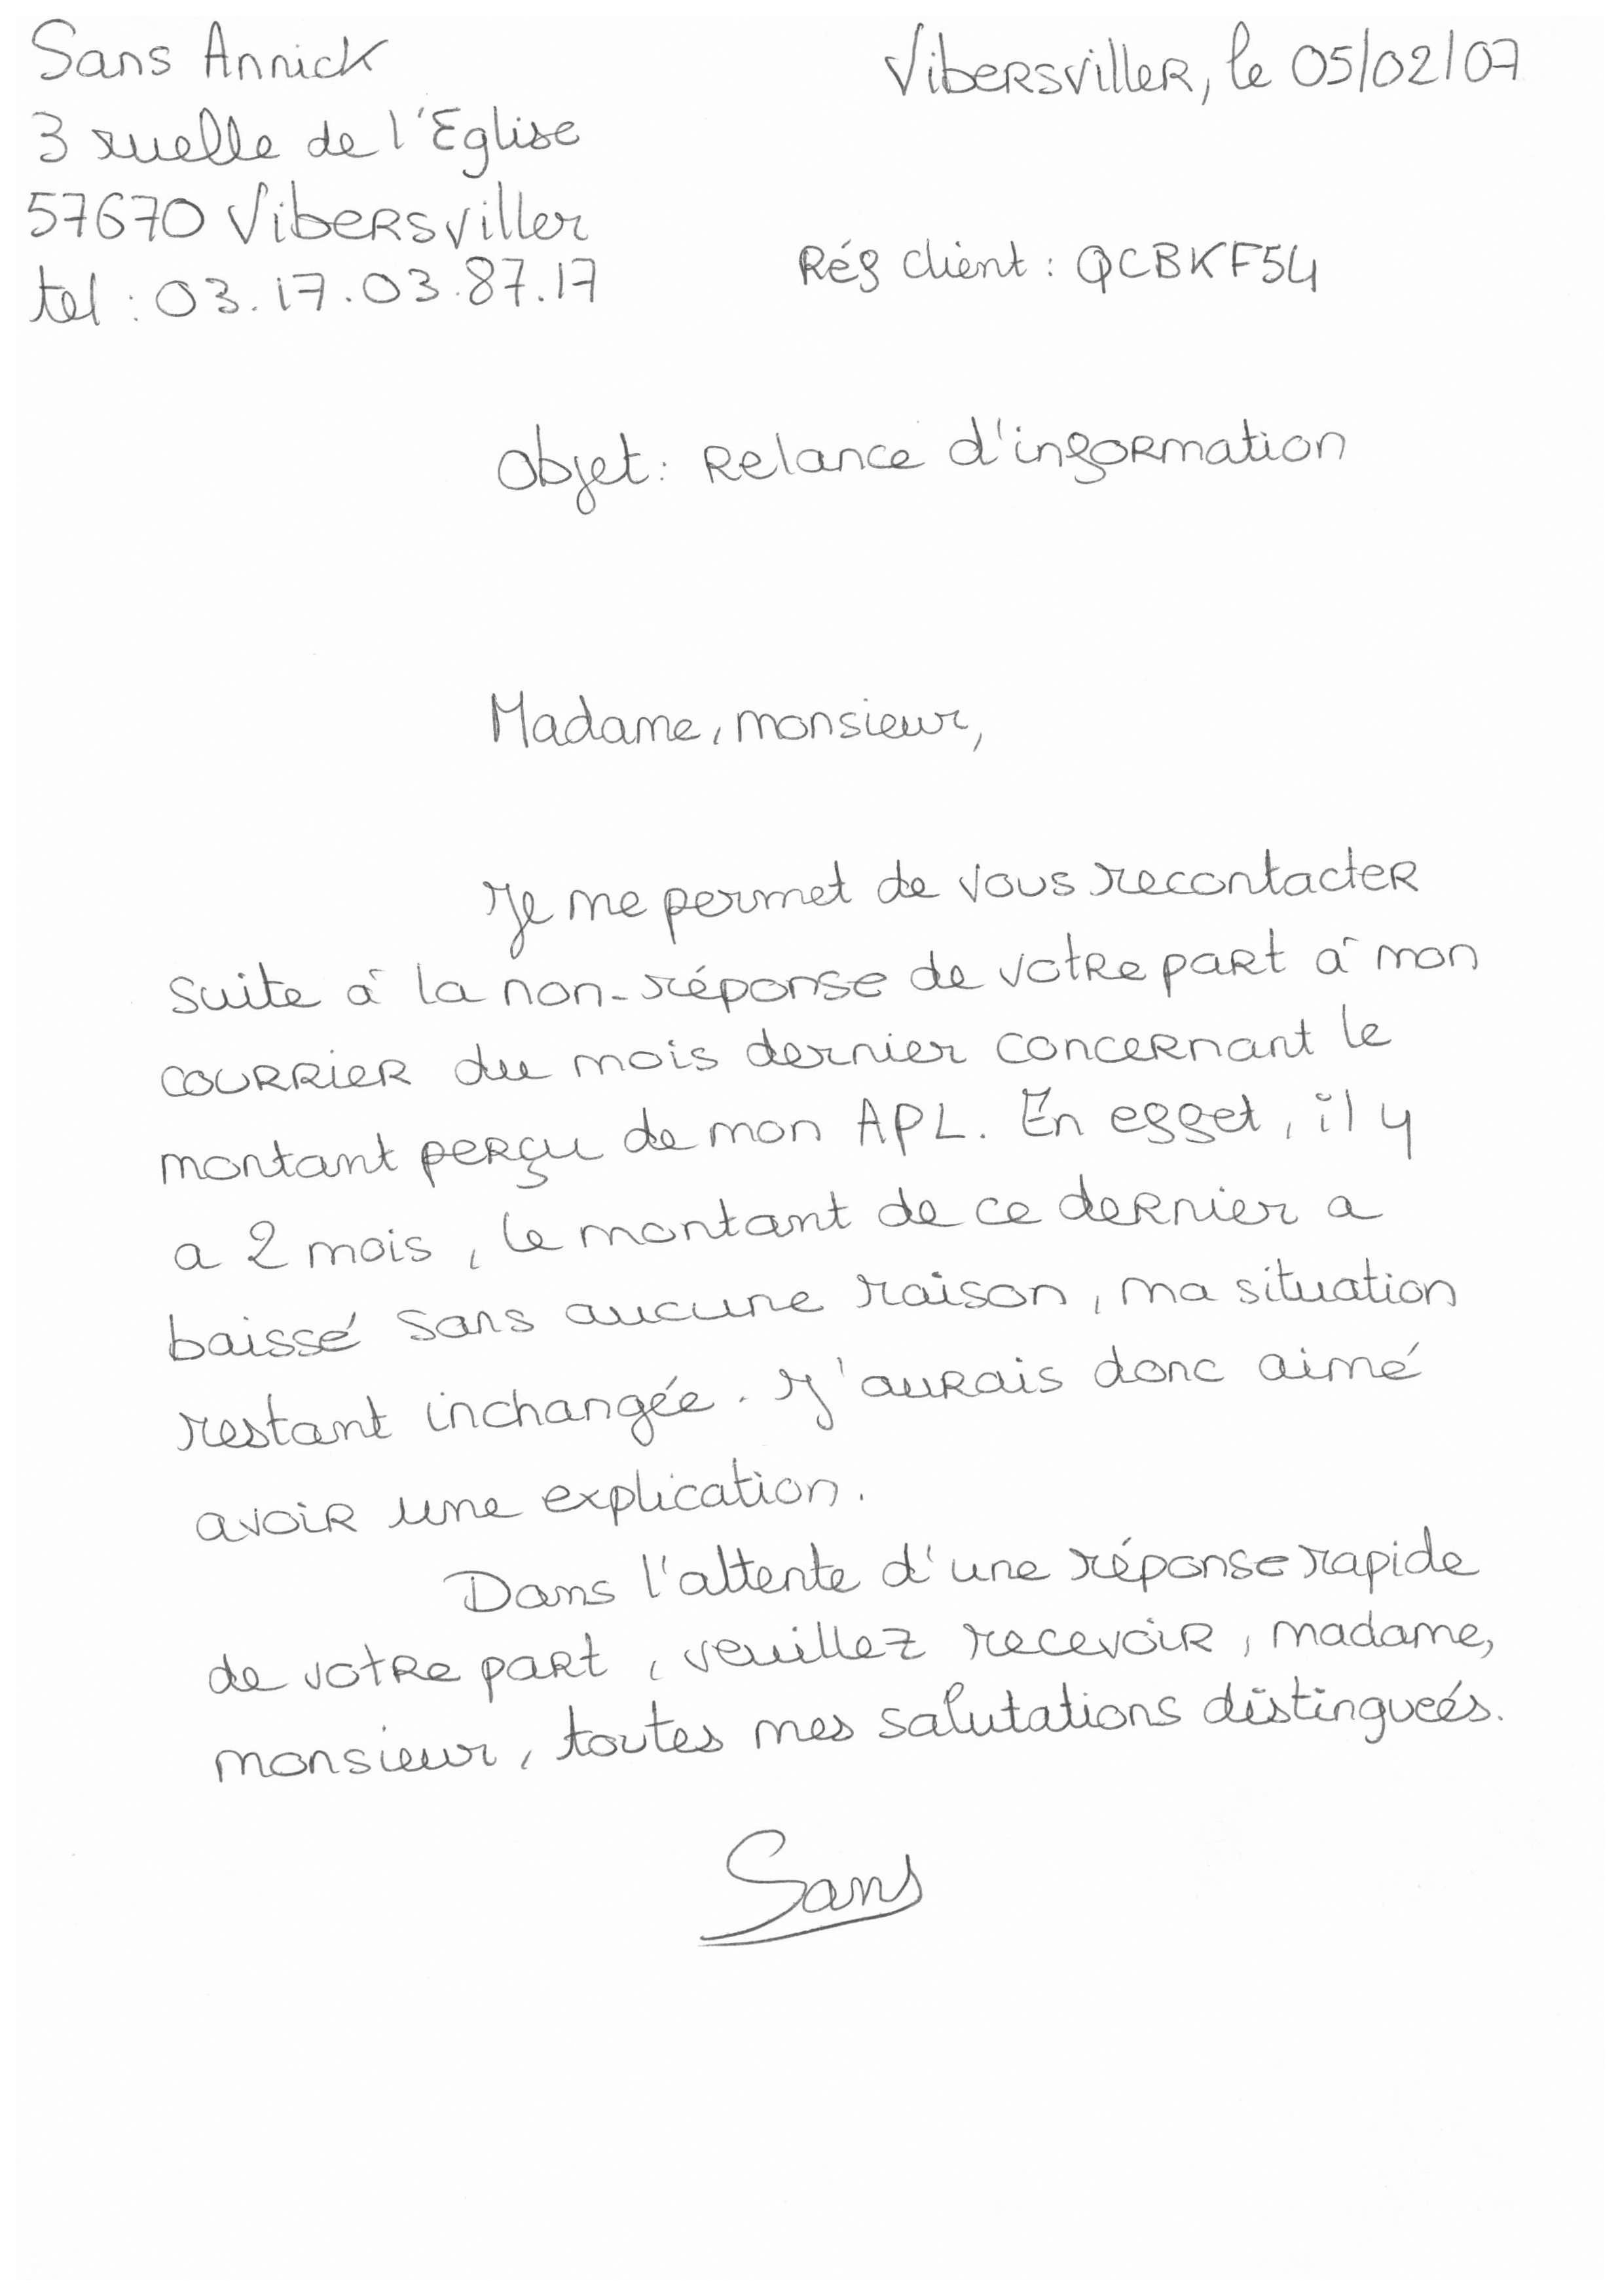 Sans Annick
3 ruelle de l'Eglise
57670 Vibersviller
tel : 03.17.03.87.17
Vibersviller, le 05/02/07
Réf client : QCBKF54
Objet : Relance d'information
Madame, monsieur,
Je me permet de vous recontacter
suite à la non-réponse de votre part à mon
courrier du mois dernier concernant le
montant perçu de mon APL. En effet, il y
a 2 mois, le montant de ce dernier a
baissé sans aucune raison, ma situation
restant inchangée. J'aurais donc aimé
avoir une explication.
Dans l'attente d'une réponse rapide
de votre part, veuillez recevoir, madame,
monsieur, toutes mes salutations distinguées.
Sans